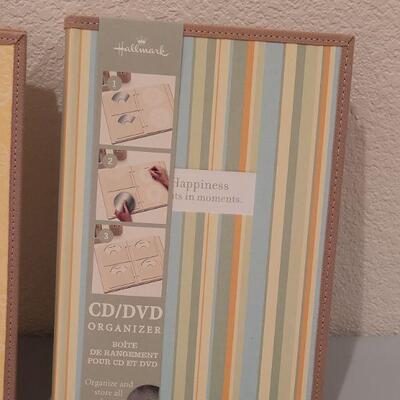 Hallmark
1
2
3
CD/DVD
ORGANIZER
BOÎTE
DE RANGEMENT
POUR CD ET DVD
Organize and
store all
Happiness
in moments.